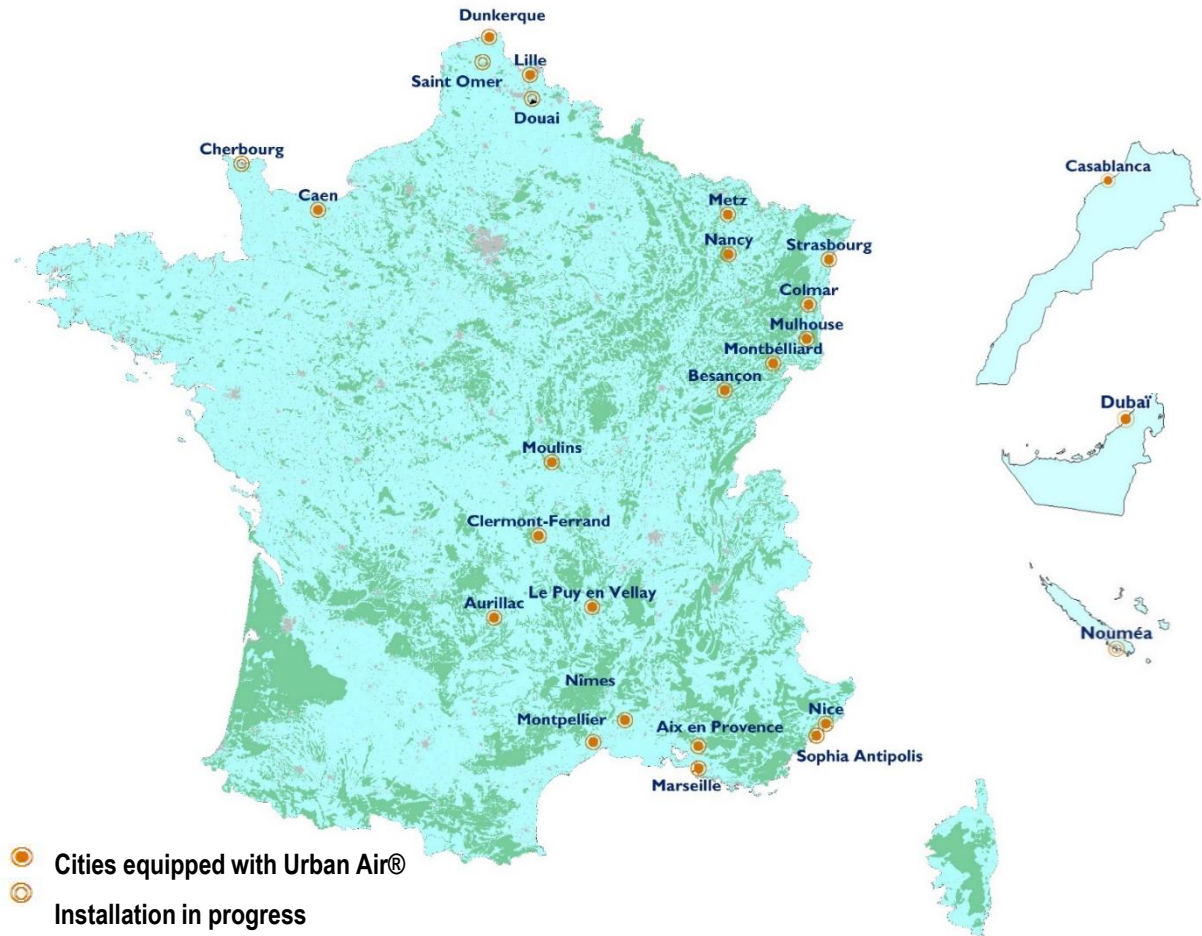 Dunkerque
Lille
Saint Omer
Douai
Cherbourg
Casablanca
Caen
Metz
Nancy
Strasbourg
Colmar
Mulhouse
Montbélliard
Besançon
Dubaï
Moulins
Clermont-Ferrand
Le Puy en Vellay
Aurillac
Nouméa
Nîmes
Nice
Montpellier
Aix en Provence
Sophia Antipolis
Marseille
Cities equipped with Urban Air®
Installation in progress